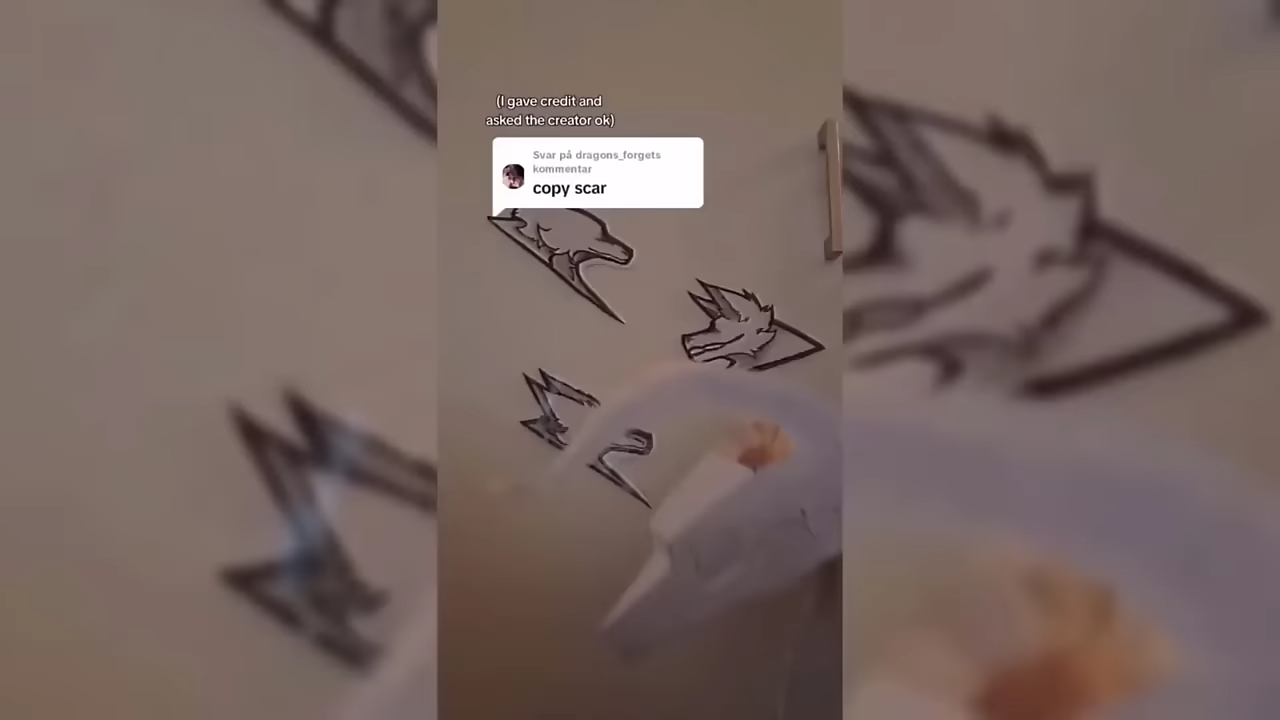 (I gave credit and
asked the creator ok)
Svar på dragons_forgets
kommentar
copy scar